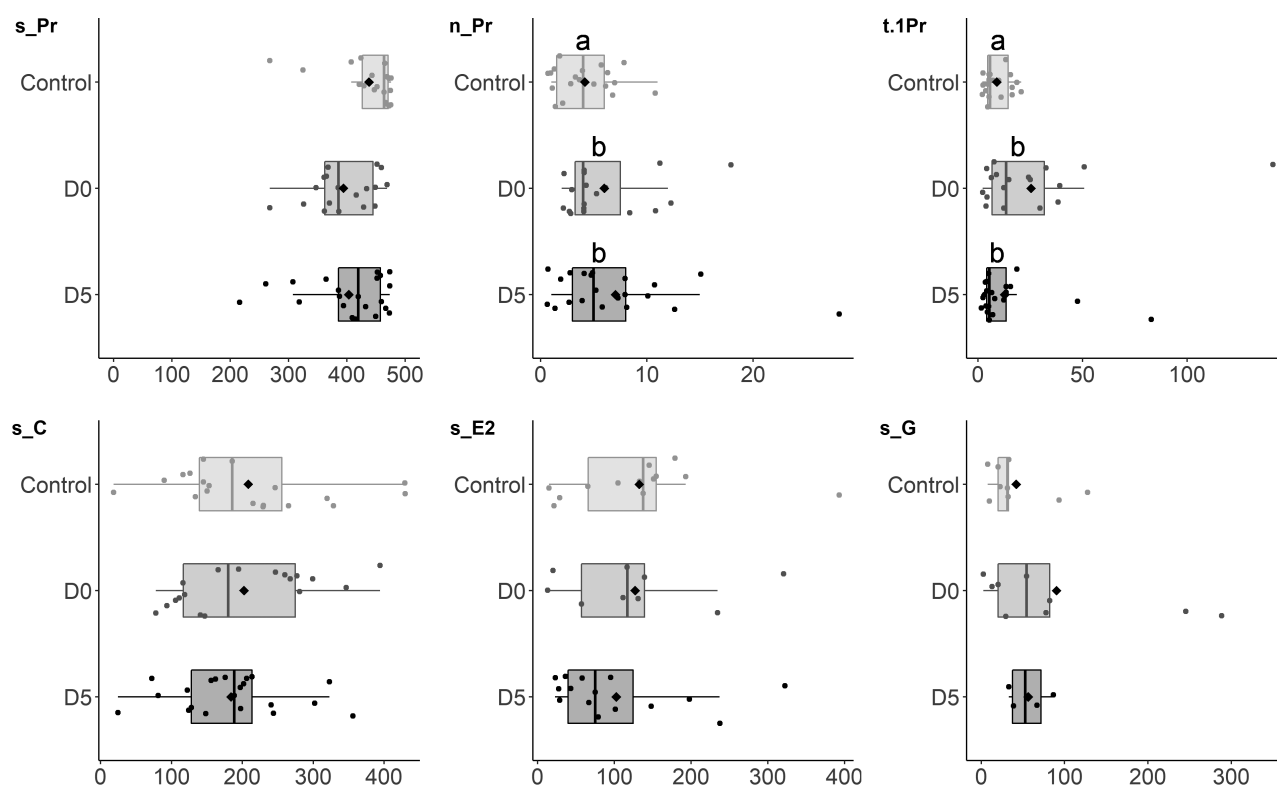 s_Pr n_Pr t.1Pr
a a
Control Control Control
b b
D0 D0 D0
b b
D5 D5 D5
0 100 200 300 400 500 0 10 20 0 50 100
s_C s_E2 s_G
Control Control Control
D0 D0 D0
D5 D5 D5
0 100 200 300 400 0 100 200 300 400 0 100 200 300